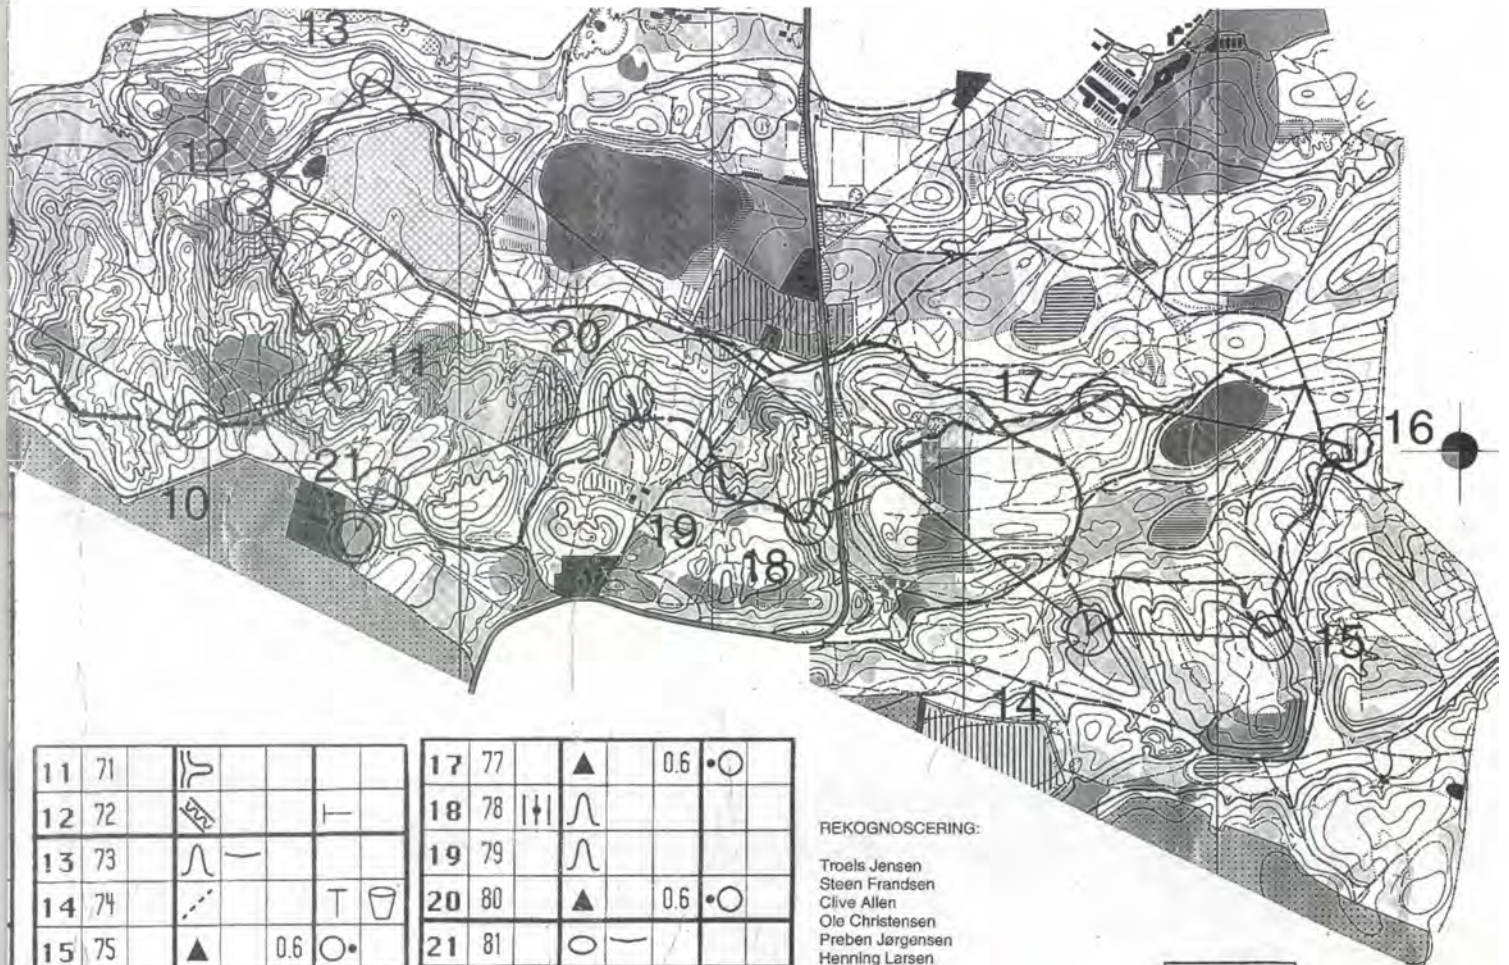 13
12
11
20
17
16
10
21
19
18
15
14
11 71
12 72
13 73
14 74
15 75 0.6
17 77 0.6
18 78
19 79
20 80 0.6
21 81
REKOGNOSCERING:
Troels Jensen
Steen Frandsen
Clive Allen
Ole Christensen
Preben Jørgensen
Henning Larsen